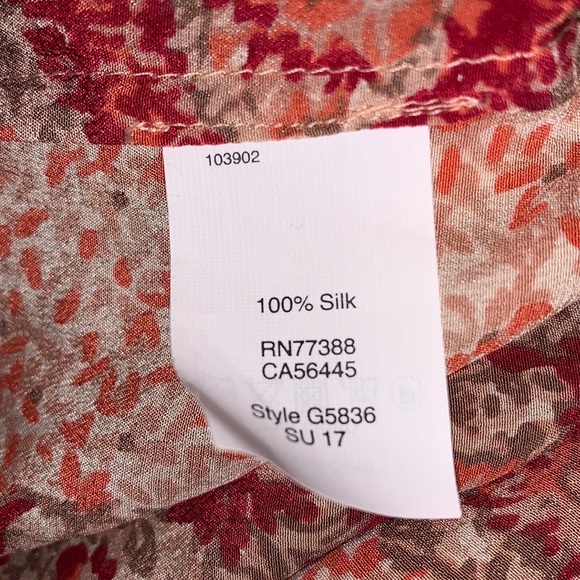 103902
100% Silk
RN77388
CA56445
Style G5836
SU 17